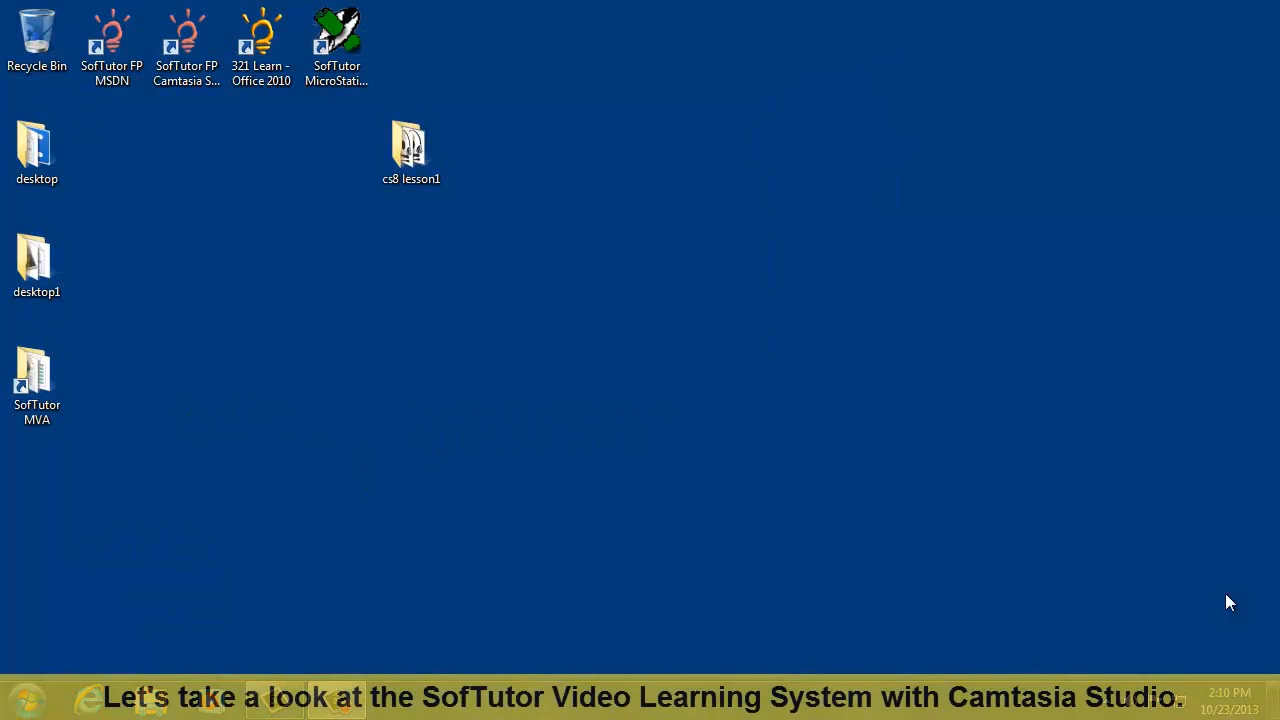 Recycle Bin
SofTutor FP
MSDN
SofTutor FP
Camtasia S...
321 Learn -
Office 2010
SofTutor
MicroStati...
desktop
cs8 lesson1
desktop1
SofTutor
MVA
Let's take a look at the SofTutor Video Learning System with Camtasia Studio.
2:10 PM
10/23/2013